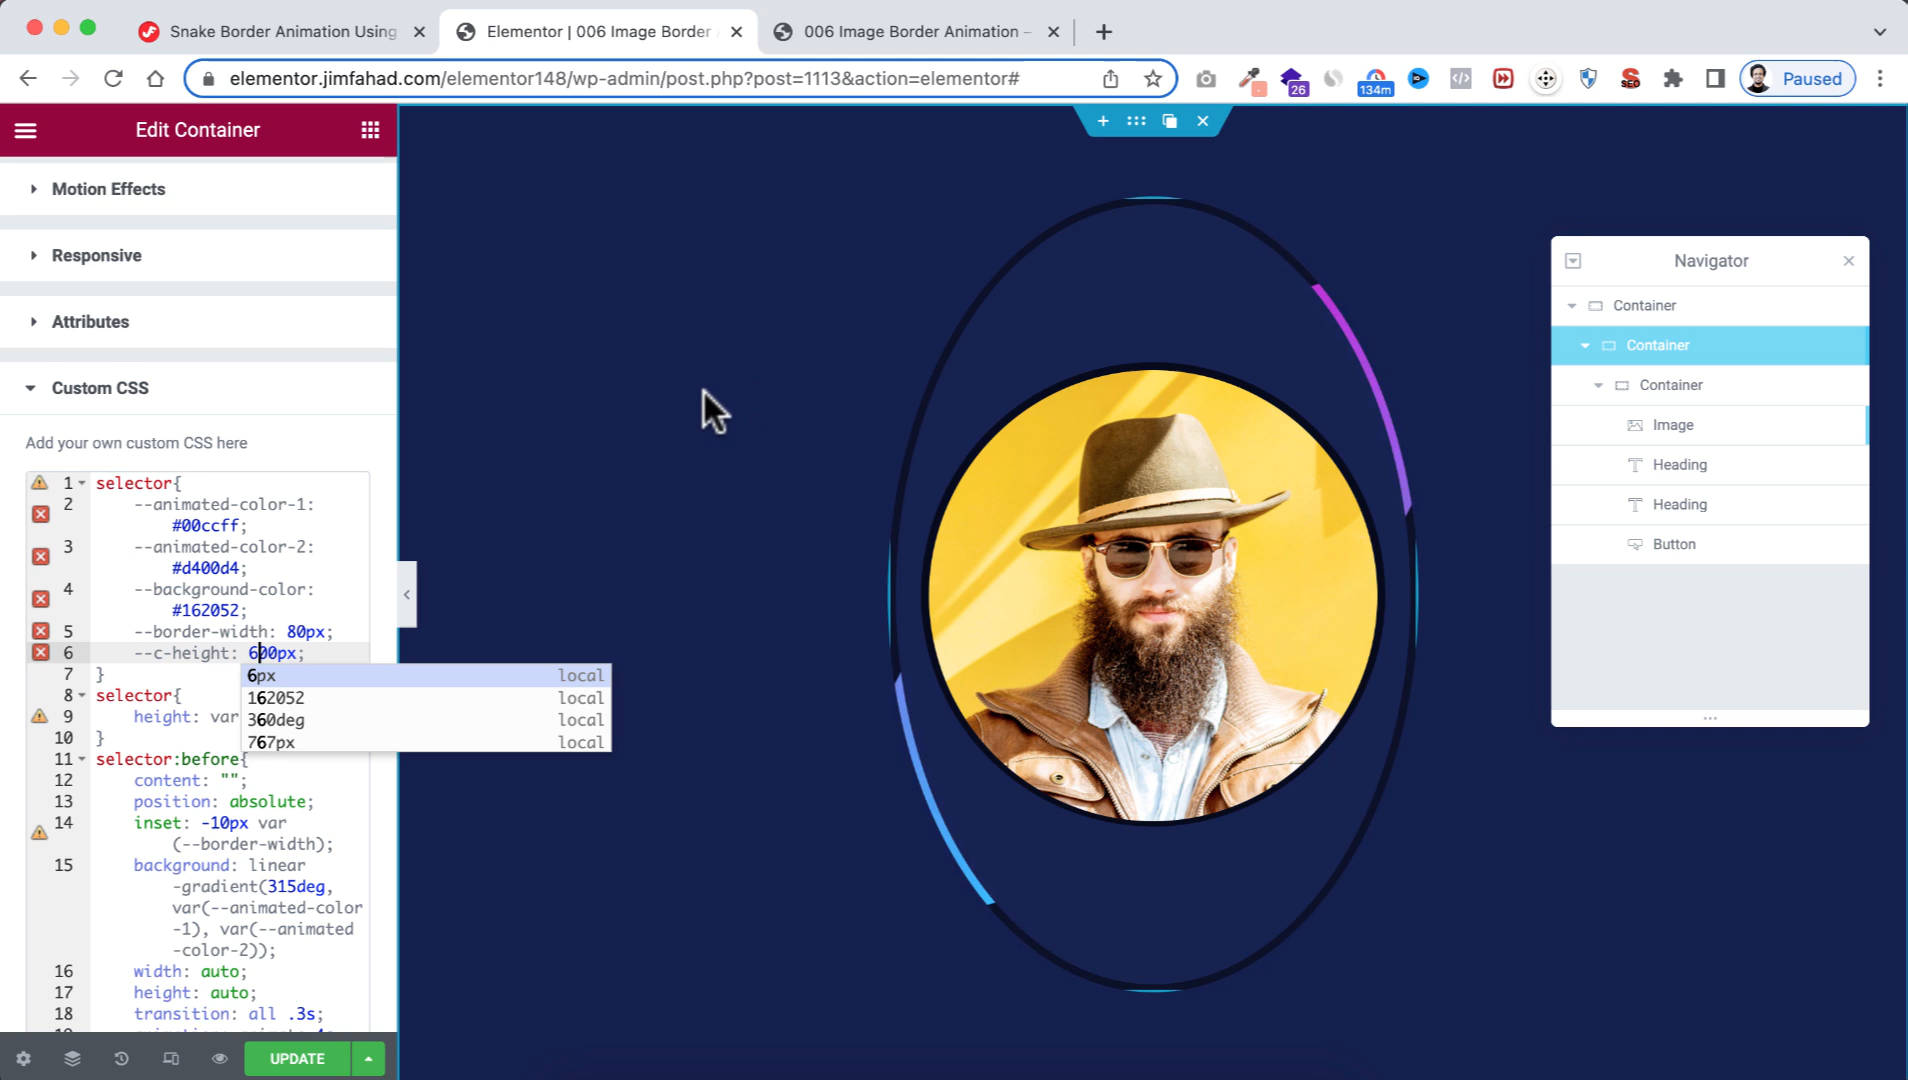 Snake Border Animation Using
Elementor | 006 Image Border
006 Image Border Animation –
elementor.jimfahad.com/elementor148/wp-admin/post.php?post=1113&action=elementor#
26
134m
SEO
Paused
Edit Container
Motion Effects
Responsive
Attributes
Custom CSS
Add your own custom CSS here
1 selector{
2 --animated-color-1:
#00ccff;
3 --animated-color-2:
#d400d4;
4 --background-color:
#162052;
5 --border-width: 80px;
6 --c-height: 600px;
7 }
8 selector{
9 height: var
10 }
11 selector:before{
12 content: "";
13 position: absolute;
14 inset: -10px var
(--border-width);
15 background: linear
-gradient(315deg,
var(--animated-color
-1), var(--animated
-color-2));
16 width: auto;
17 height: auto;
18 transition: all .3s;
6px local
162052 local
360deg local
767px local
UPDATE
Navigator
Container
Container
Container
Image
Heading
Heading
Button